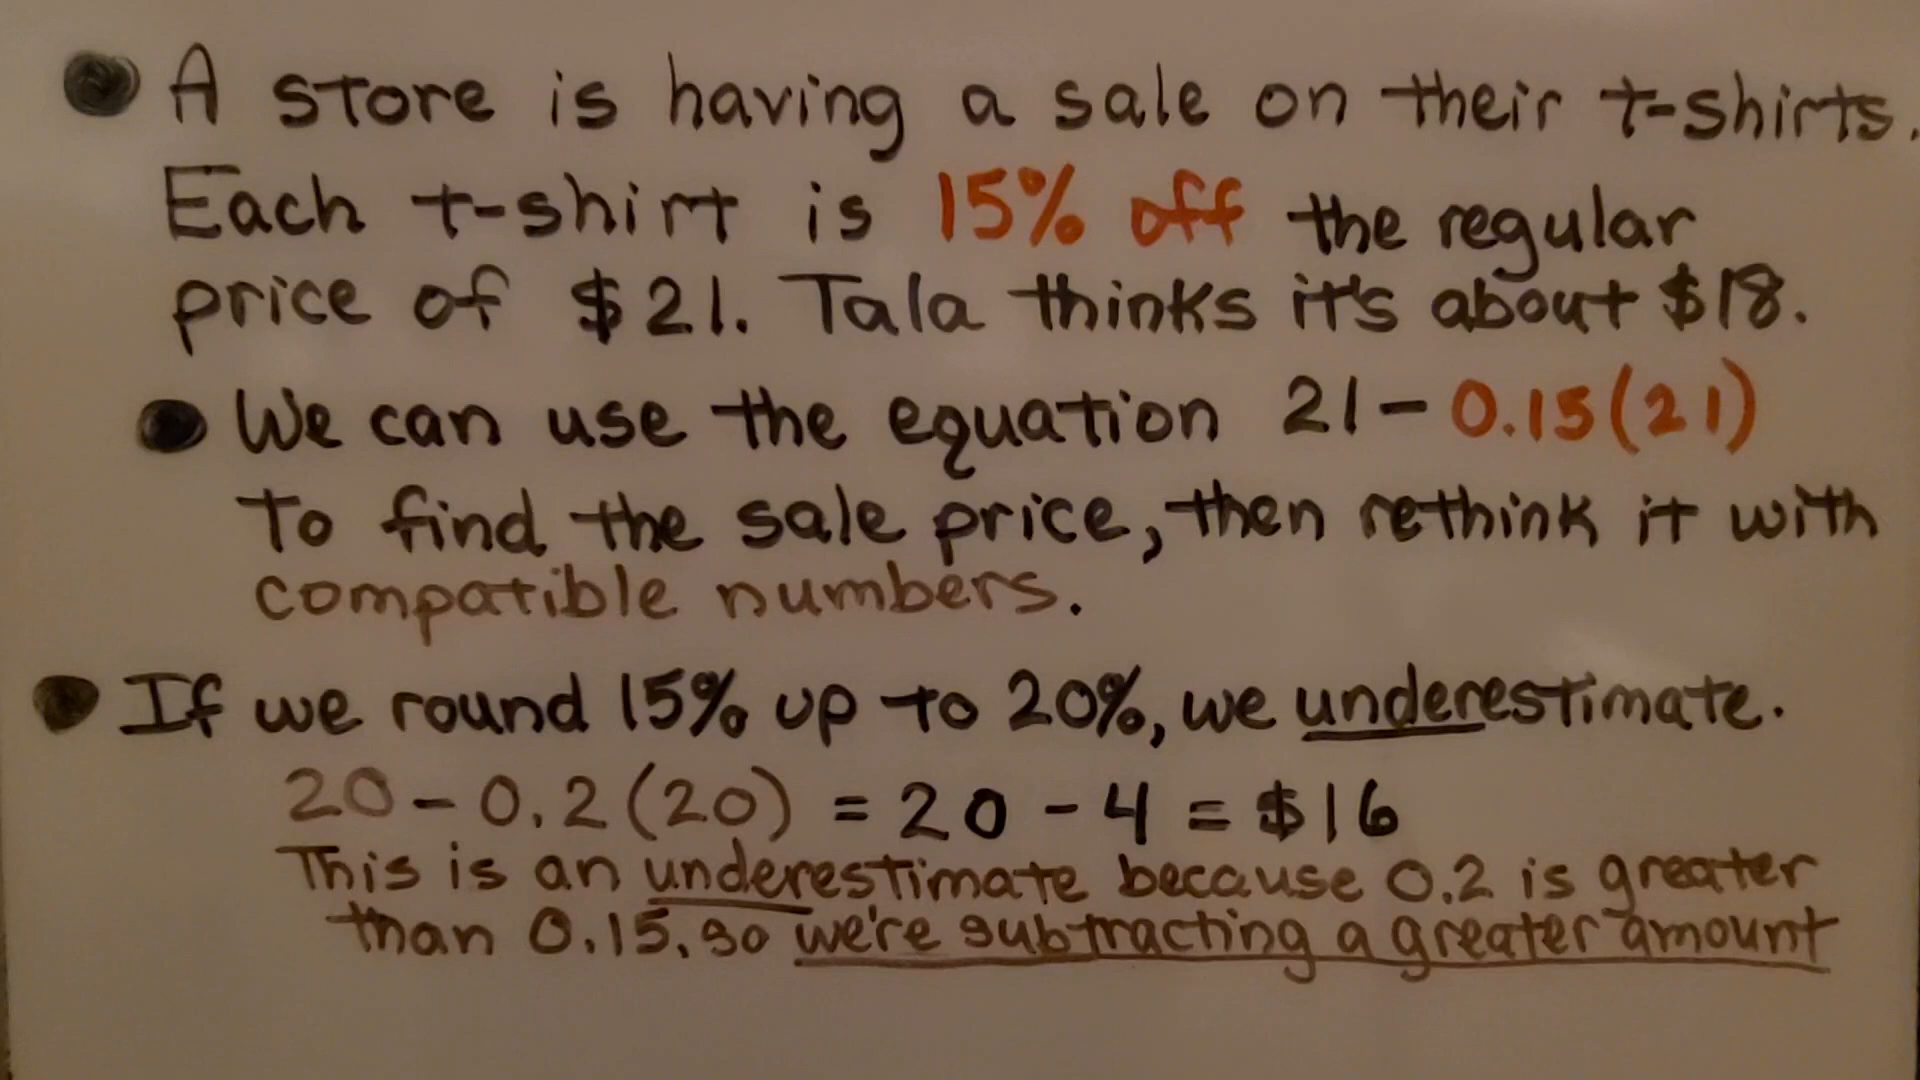 • A store is having a sale on their t-shirts.
Each t-shirt is 15% off the regular
price of $21. Tala thinks it's about $18.
• We can use the equation 21 - 0.15(21)
to find the sale price, then rethink it with
compatible numbers.
• If we round 15% up to 20%, we underestimate.
20 - 0.2(20) = 20 - 4 = $16
This is an underestimate because 0.2 is greater
than 0.15, so we're subtracting a greater amount